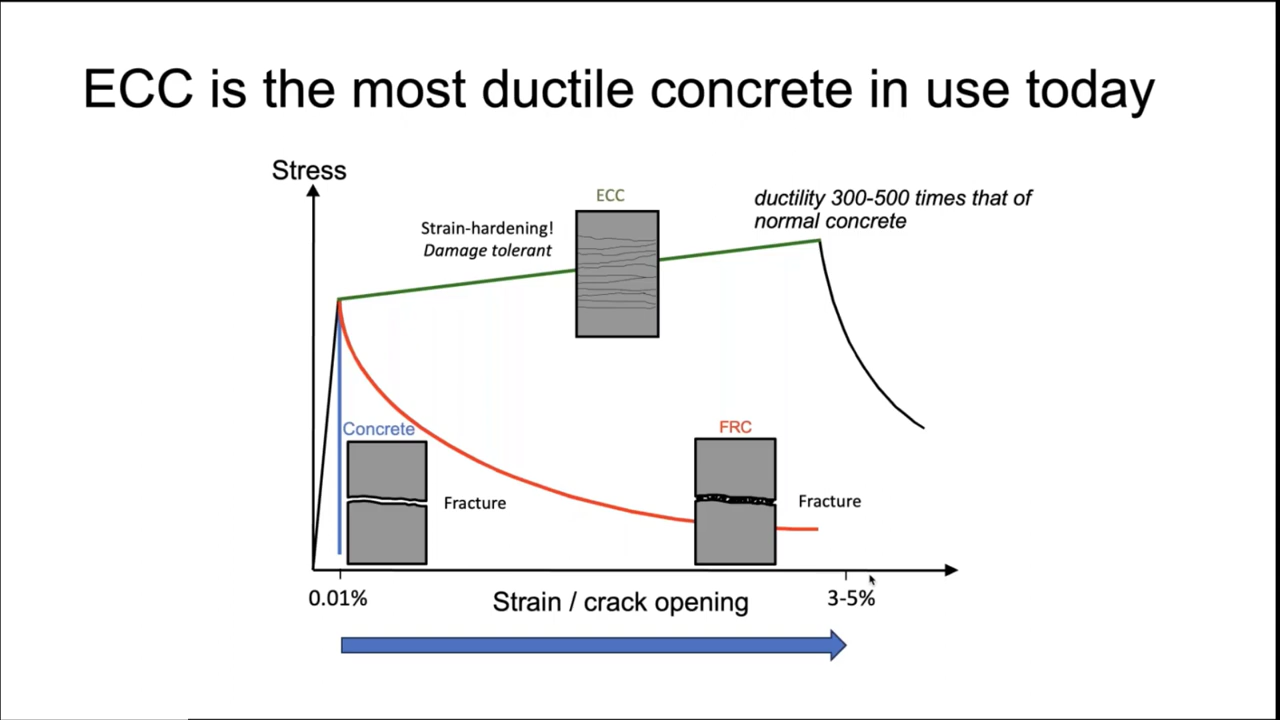 ECC is the most ductile concrete in use today
Stress
ECC
ductility 300-500 times that of
normal concrete
Strain-hardening!
Damage tolerant
Concrete
FRC
Fracture
Fracture
0.01%
Strain / crack opening
3-5%